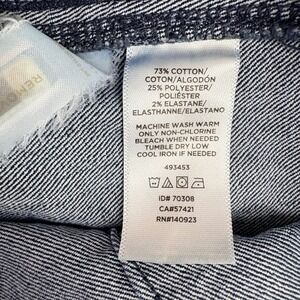 73% COTTON/
COTON/ALGODÓN
25% POLYESTER/
POLIÉSTER
2% ELASTANE/
ELASTHANNE/ELASTANO
MACHINE WASH WARM
ONLY NON-CHLORINE
BLEACH WHEN NEEDED
TUMBLE DRY LOW
COOL IRON IF NEEDED
493453
ID# 70308
CA#57421
RN#140923